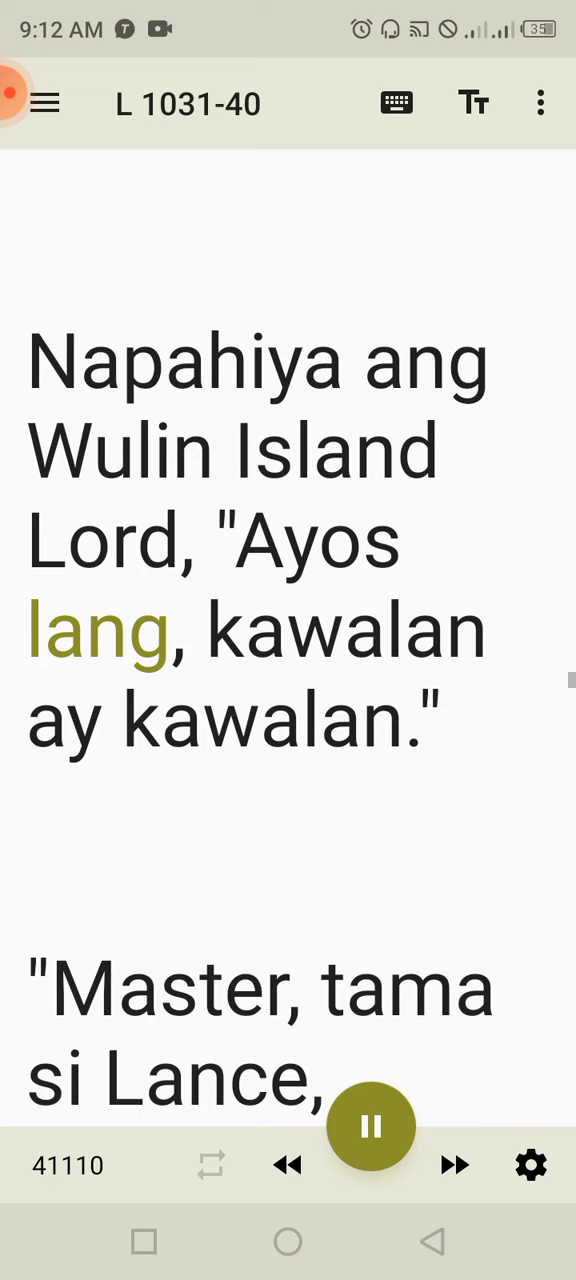 9:12 AM
35
L 1031-40
Napahiya ang
Wulin Island
Lord, "Ayos
lang, kawalan
ay kawalan."
"Master, tama
si Lance,
41110